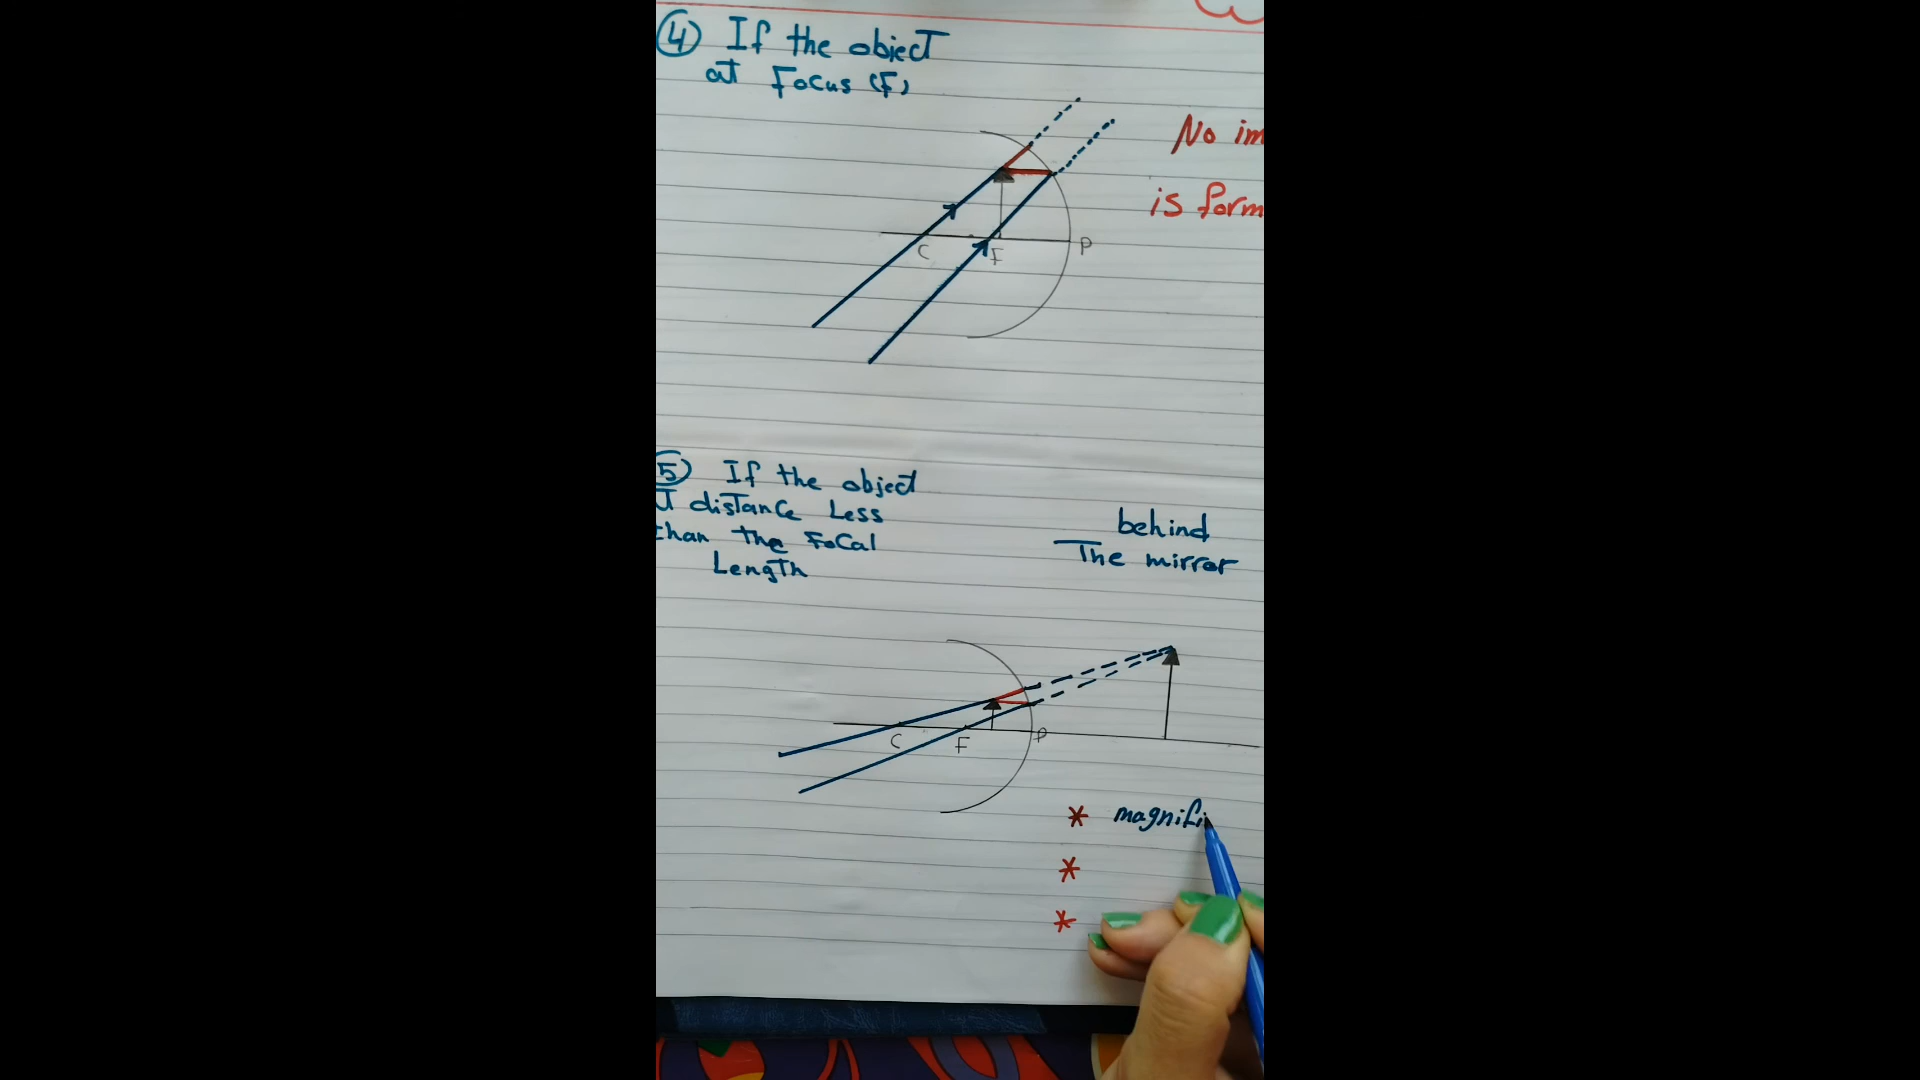 ④ If the object
at Focus (F)
No im
is form
C
F
P
⑤ If the object
distance Less
than the Focal
Length
behind
The mirror
C
F
P
* magnifi
*
*